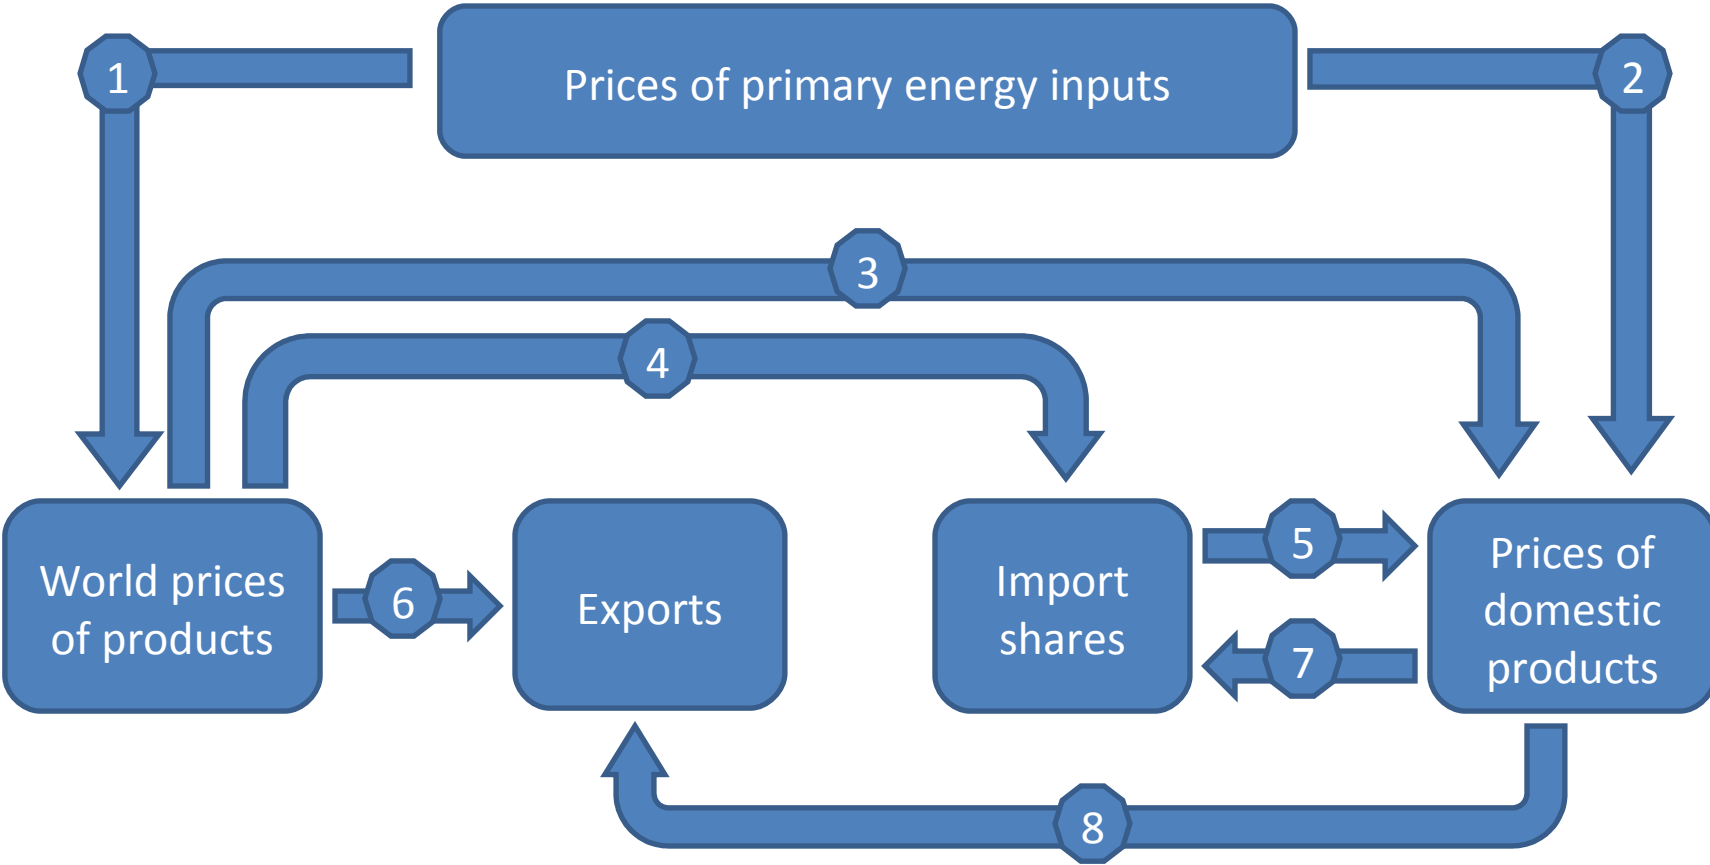 Prices of primary energy inputs
1
2
3
4
World prices
of products
6
Exports
Import
shares
5
7
Prices of
domestic
products
8